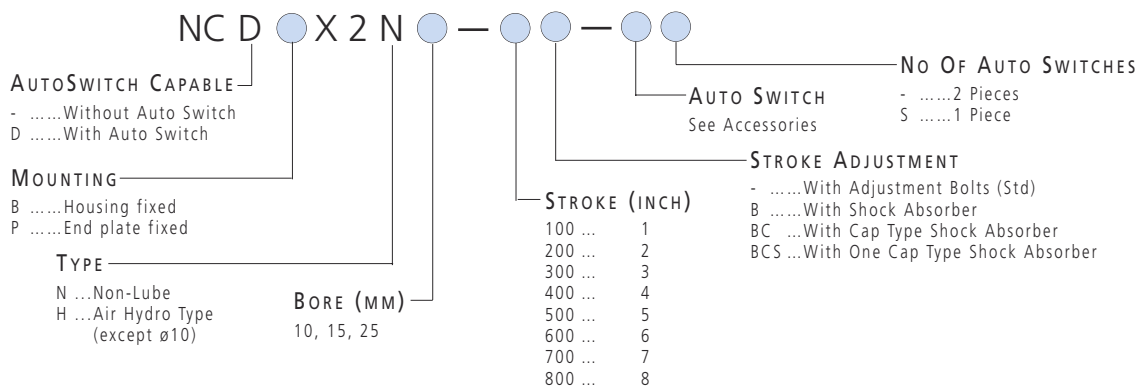 NC D X 2 N – –
AUTOSWITCH CAPABLE
- ......Without Auto Switch
D ......With Auto Switch
MOUNTING
B ......Housing fixed
P ......End plate fixed
TYPE
N ...Non-Lube
H ...Air Hydro Type
(except ø10)
BORE (MM)
10, 15, 25
STROKE (INCH)
100 ... 1
200 ... 2
300 ... 3
400 ... 4
500 ... 5
600 ... 6
700 ... 7
800 ... 8
STROKE ADJUSTMENT
- ......With Adjustment Bolts (Std)
B ......With Shock Absorber
BC ...With Cap Type Shock Absorber
BCS ...With One Cap Type Shock Absorber
AUTO SWITCH
See Accessories
NO OF AUTO SWITCHES
- ......2 Pieces
S ......1 Piece